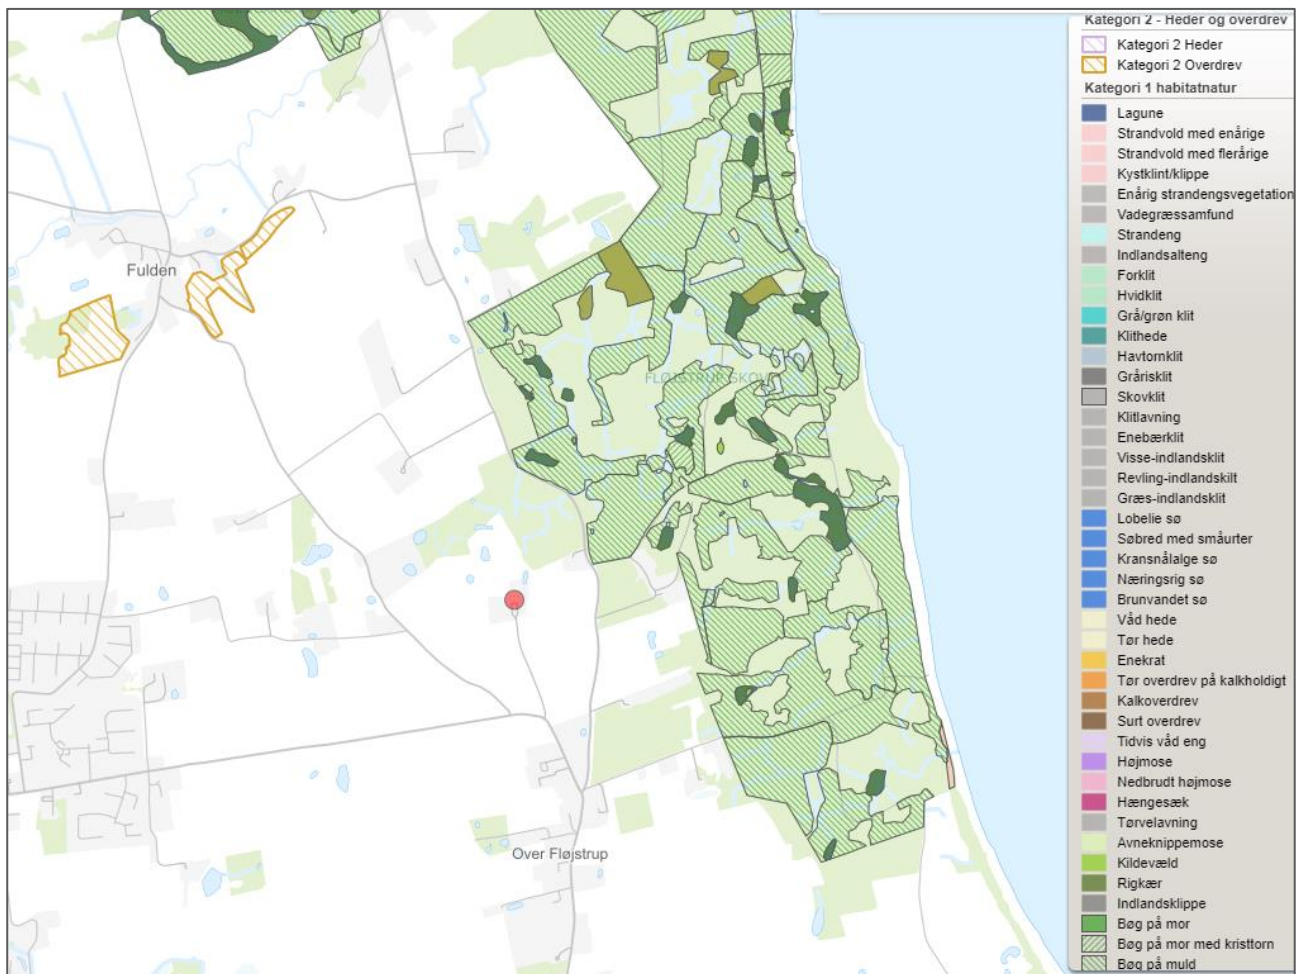 Fulden
FLØJSTRUP SKOV
Over Fløjstrup
Kategori 2 - Heder og overdrev
Kategori 2 Heder
Kategori 2 Overdrev
Kategori 1 habitatnatur
Lagune
Strandvold med enårige
Strandvold med flerårige
Kystklint/klippe
Enårig strandengsvegetation
Vadegræssamfund
Strandeng
Indlandsalteng
Forklit
Hvidklit
Grå/grøn klit
Klithede
Havtornklit
Grårisklit
Skovklit
Klitlavning
Enebærklit
Visse-indlandsklit
Revling-indlandskilt
Græs-indlandsklit
Lobelie sø
Søbred med småurter
Kransnålalge sø
Næringsrig sø
Brunvandet sø
Våd hede
Tør hede
Enekrat
Tør overdrev på kalkholdigt
Kalkoverdrev
Surt overdrev
Tidvis våd eng
Højmose
Nedbrudt højmose
Hængesæk
Tørvelavning
Avneknippemose
Kildevæld
Rigkær
Indlandsklippe
Bøg på mor
Bøg på mor med kristtorn
Bøg på muld